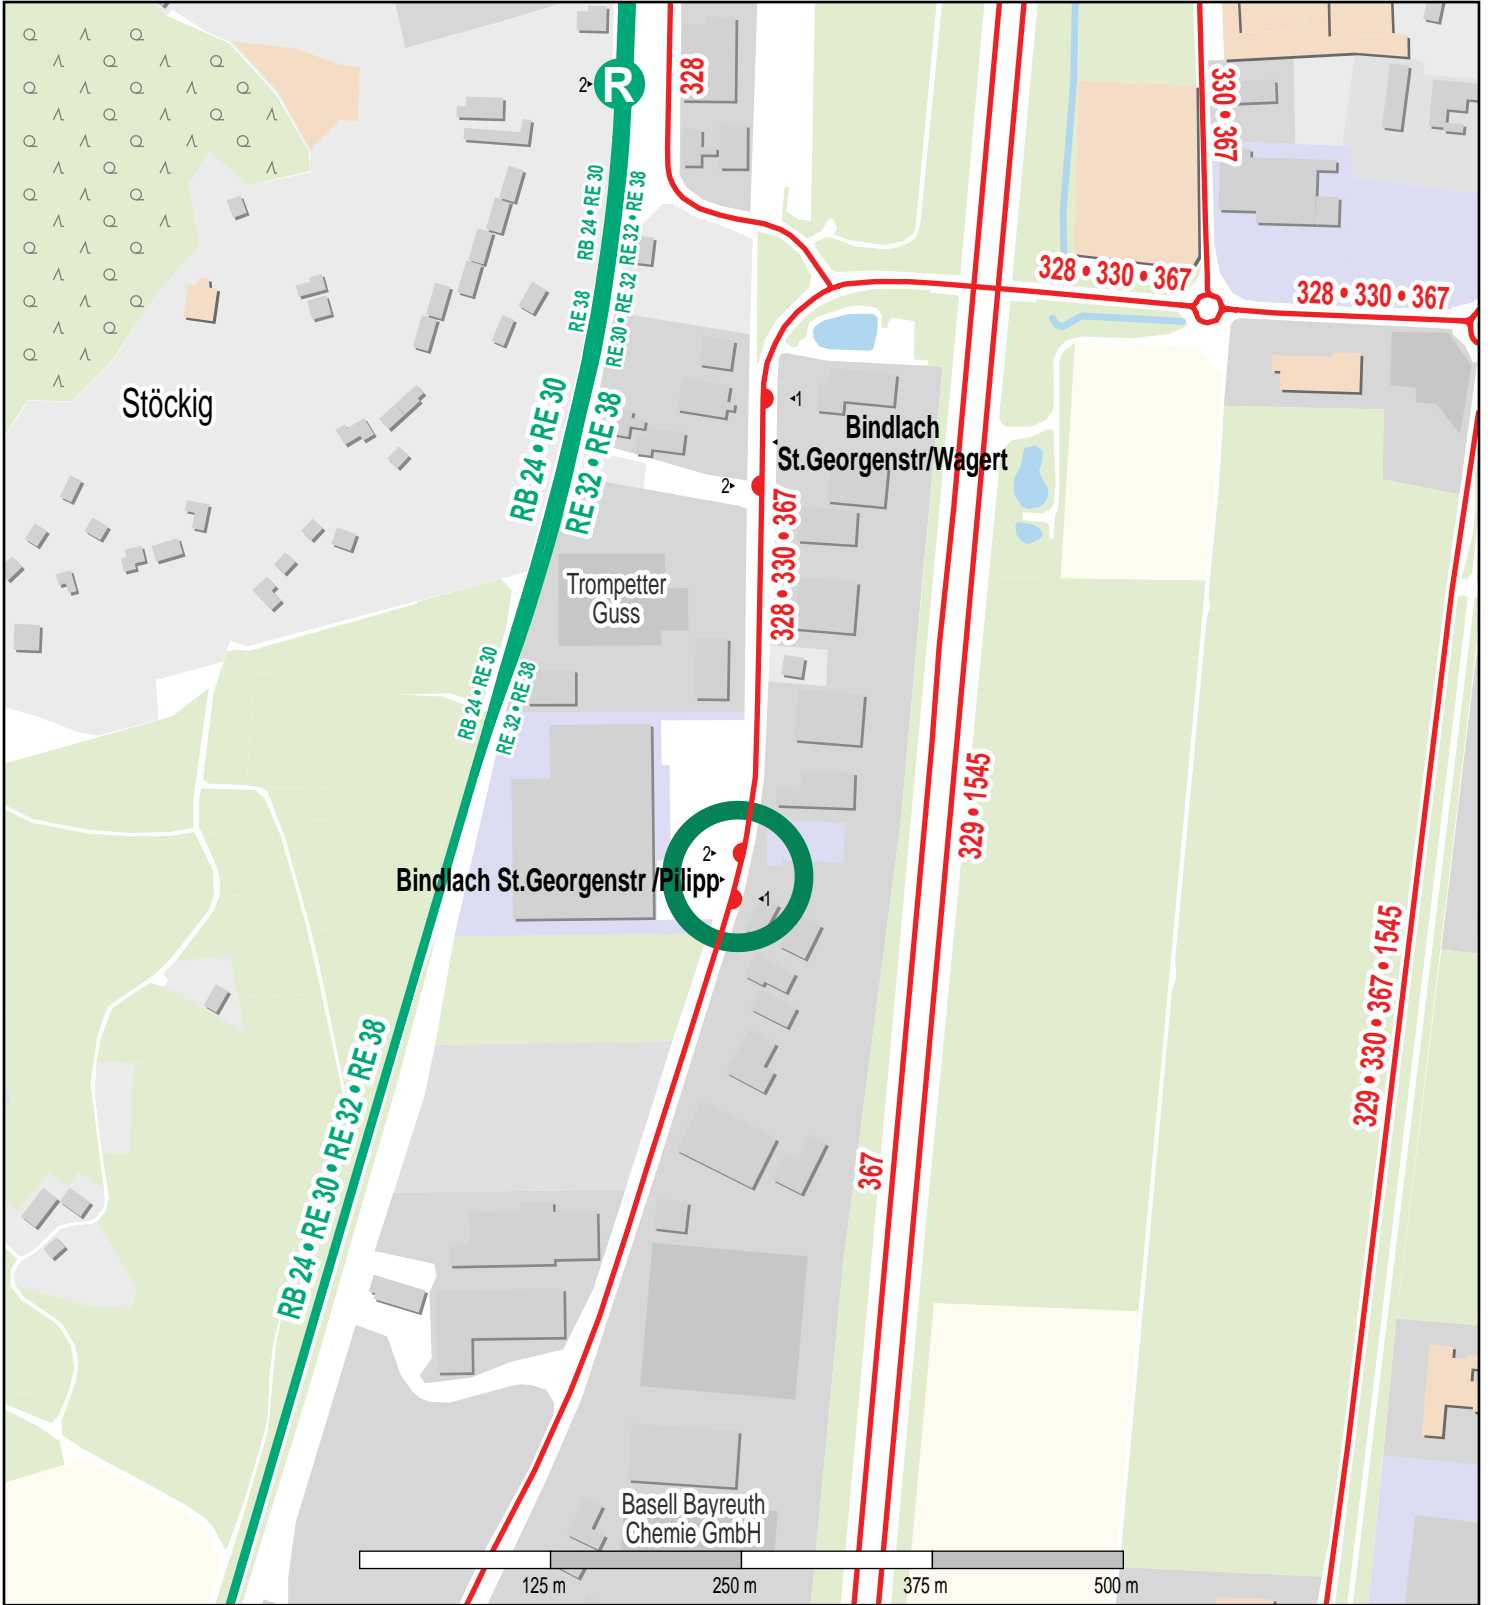 2
R
328
330 • 367
RB 24 • RE 30
RE 32 • RE 38
328 • 330 • 367
328 • 330 • 367
RE 38
RE 30 • RE 32
Stöckig
RB 24 • RE 30
RE 32 • RE 38
1
Bindlach
St.Georgenstr/Wagert
2
328 • 330 • 367
Trompetter
Guss
RB 24 • RE 30
RE 32 • RE 38
329 • 1545
2
Bindlach St.Georgenstr /Pilipp
1
329 • 330 • 367 • 1545
RB 24 • RE 30 • RE 32 • RE 38
367
Basell Bayreuth
Chemie GmbH
125 m
250 m
375 m
500 m